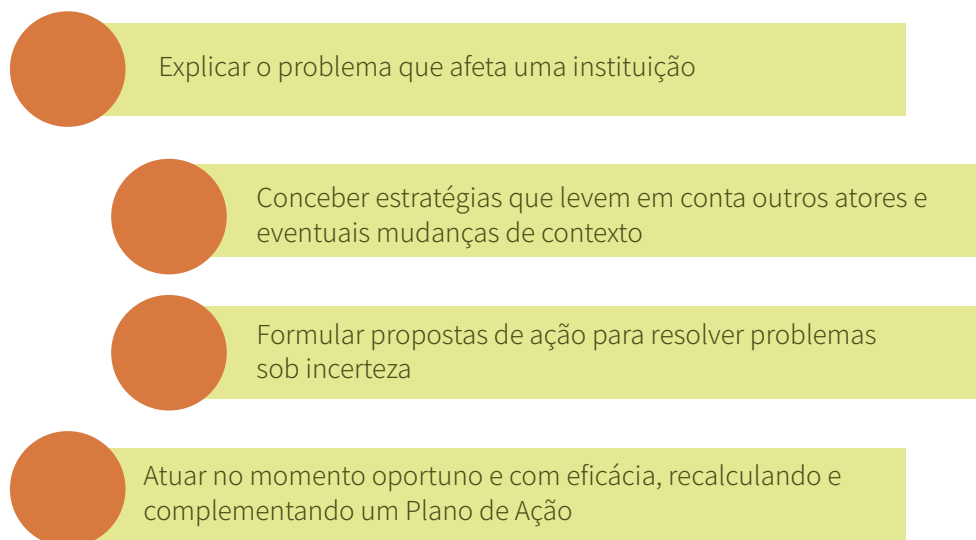 Explicar o problema que afeta uma instituição
Conceber estratégias que levem em conta outros atores e
eventuais mudanças de contexto
Formular propostas de ação para resolver problemas
sob incerteza
Atuar no momento oportuno e com eficácia, recalculando e
complementando um Plano de Ação